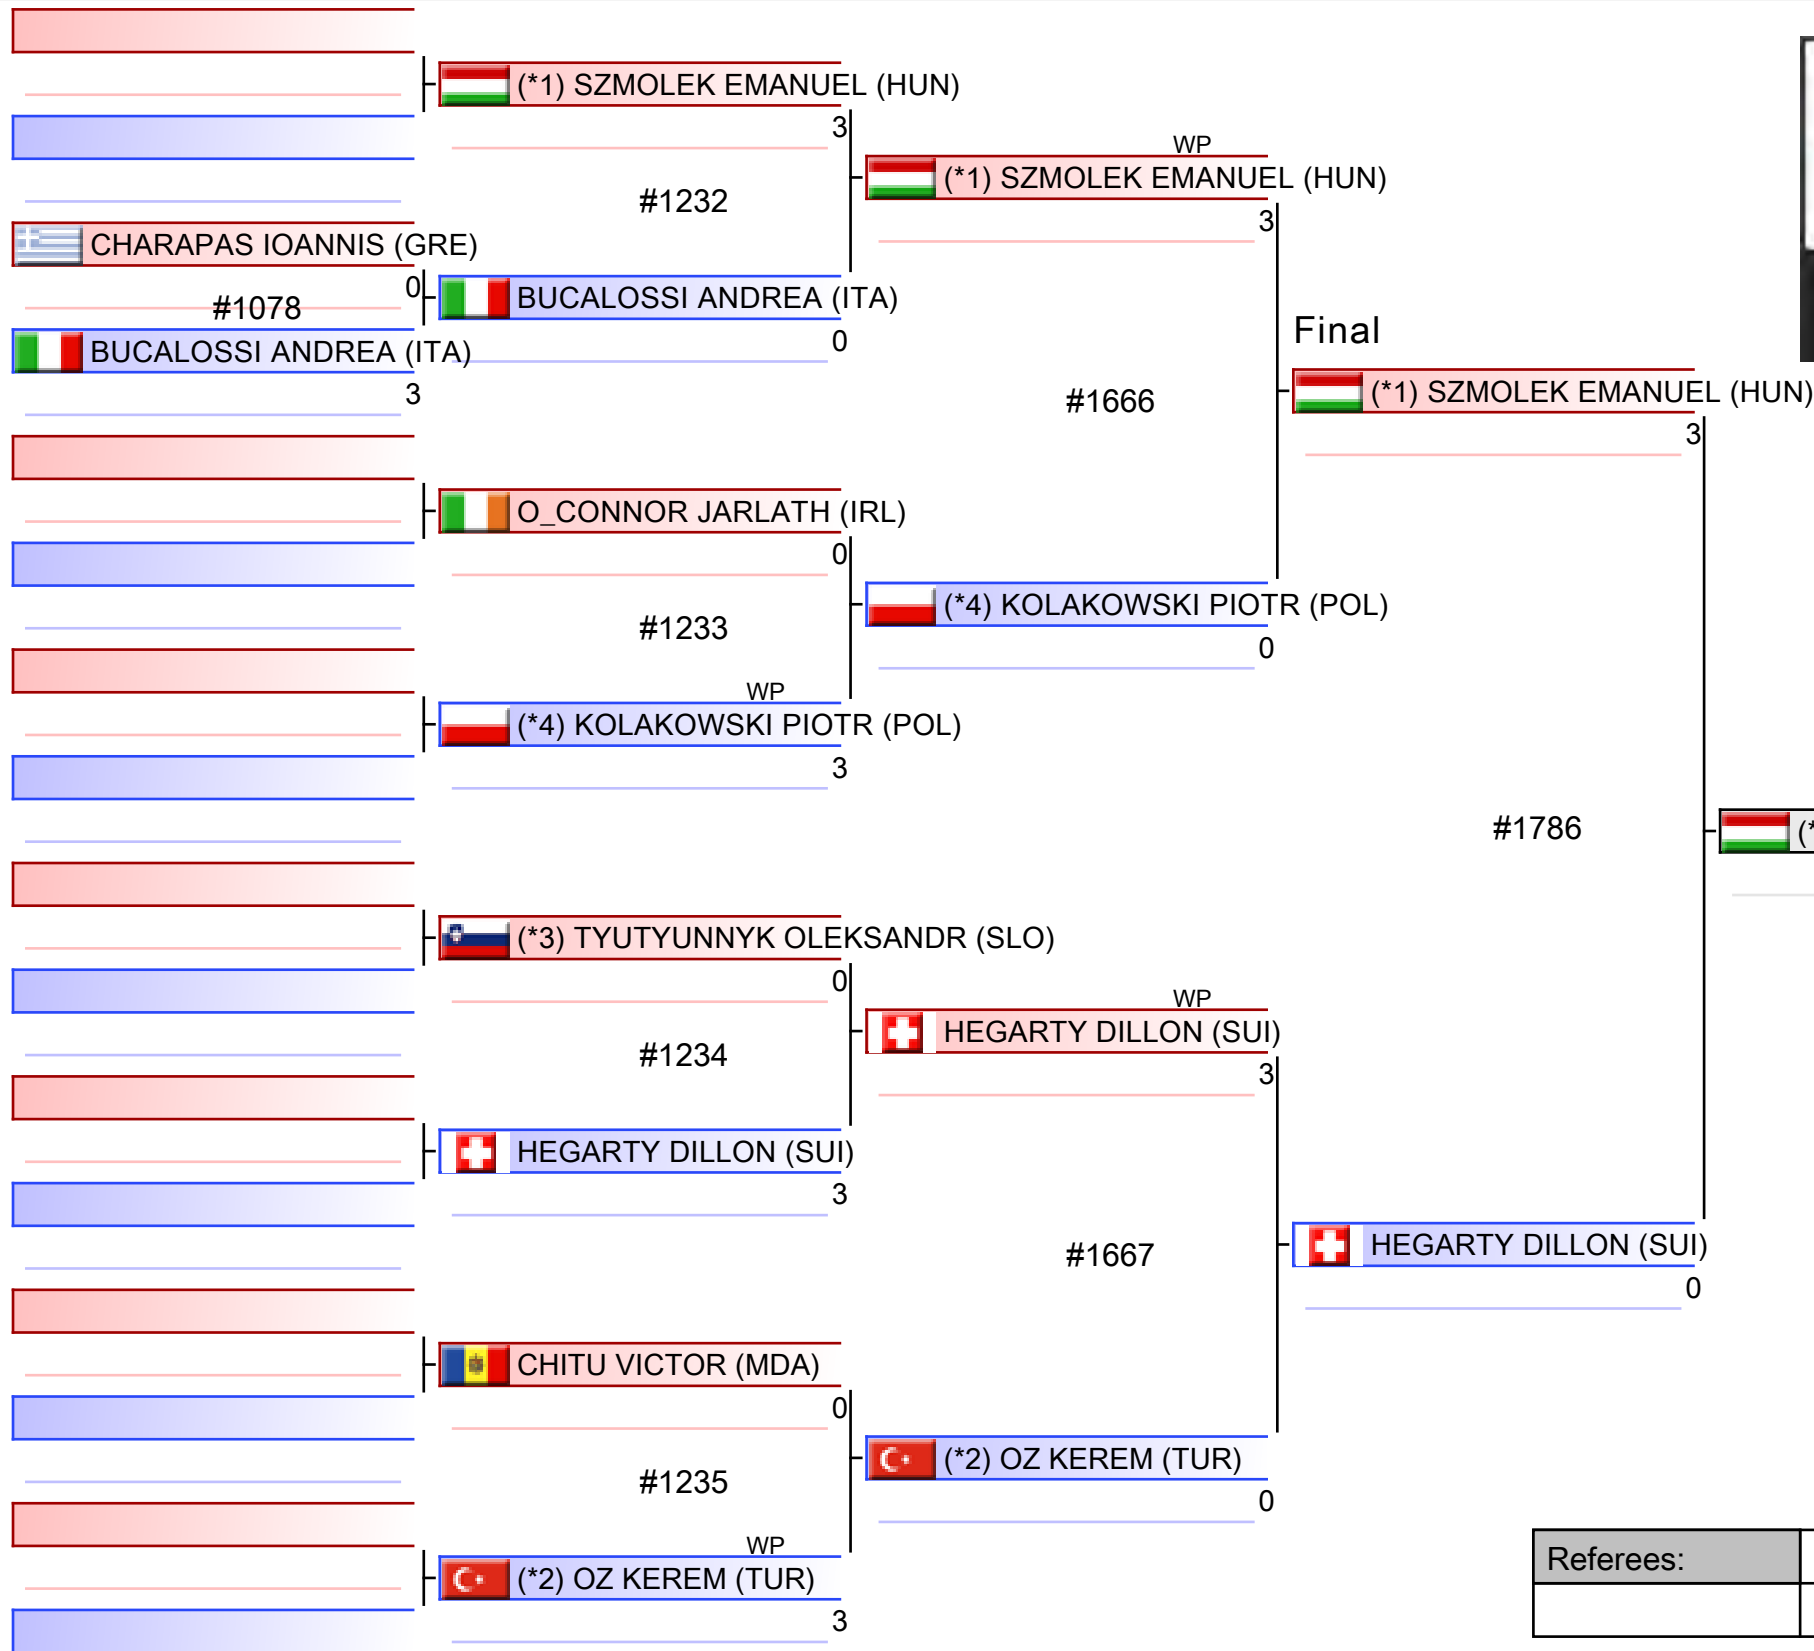 (*1) SZMOLEK EMANUEL (HUN)
3
WP
(*1) SZMOLEK EMANUEL (HUN)
#1232
3
CHARAPAS IOANNIS (GRE)
0
#1078
BUCALOSSI ANDREA (ITA)
0
BUCALOSSI ANDREA (ITA)
3
Final
(*1) SZMOLEK EMANUEL (HUN)
#1666
3
O_CONNOR JARLATH (IRL)
0
(*4) KOLAKOWSKI PIOTR (POL)
#1233
0
WP
(*4) KOLAKOWSKI PIOTR (POL)
3
#1786
(*
(*3) TYUTYUNNYK OLEKSANDR (SLO)
0
WP
HEGARTY DILLON (SUI)
#1234
3
HEGARTY DILLON (SUI)
3
#1667
HEGARTY DILLON (SUI)
0
CHITU VICTOR (MDA)
0
(*2) OZ KEREM (TUR)
#1235
0
WP
(*2) OZ KEREM (TUR)
3
Referees: